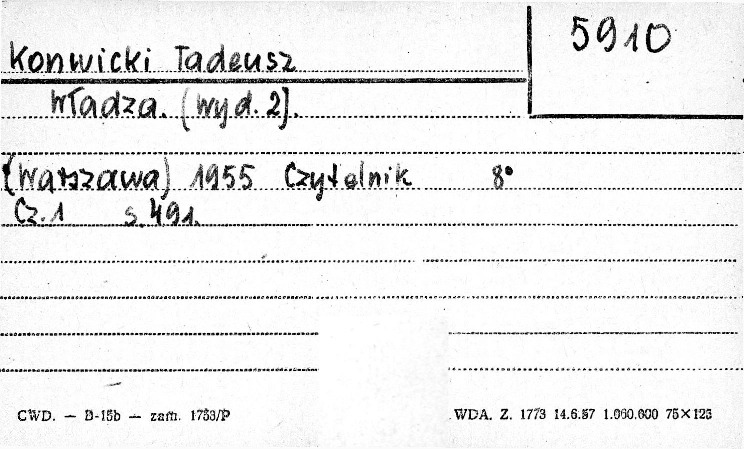 5910
Konwicki Tadeusz
Władza. (Wyd. 2].
(Warszawa) 1955 Czytelnik 8°
Cz. 1 s. 491.
CWD. — B-15b — zam. 1753/P
WDA. Z. 1773 14.6.57 1.000.000 75×125